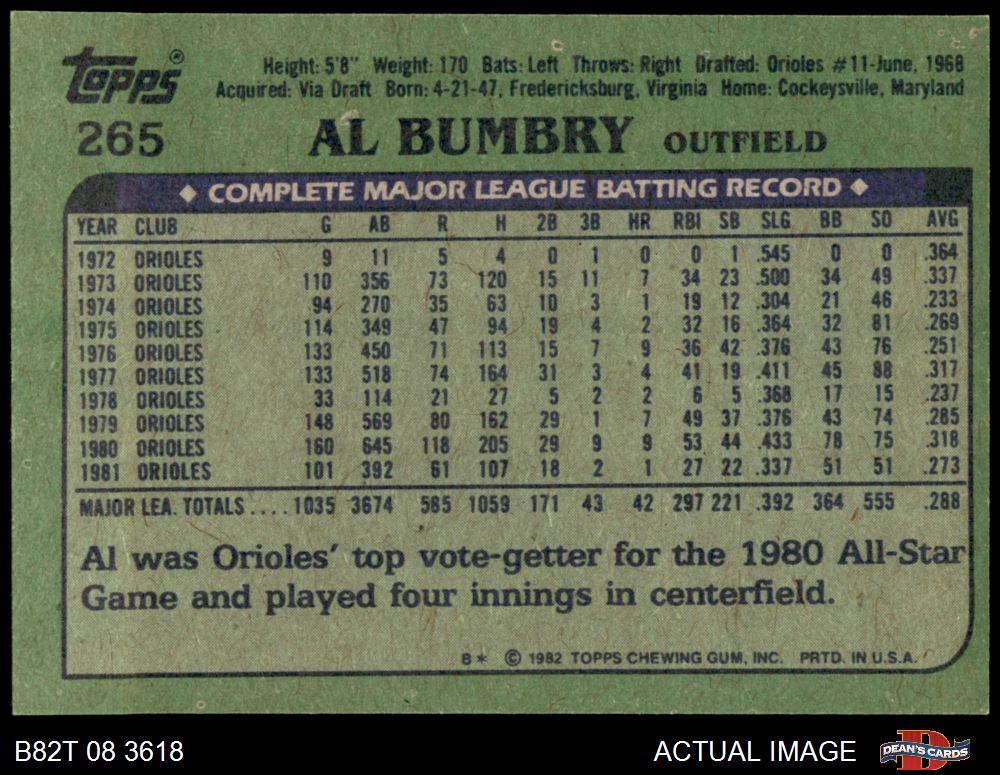 topps® Height: 5'8" Weight: 170 Bats: Left Throws: Right Drafted: Orioles #11-June, 1968
Acquired: Via Draft Born: 4-21-47, Fredericksburg, Virginia Home: Cockeysville, Maryland
265 AL BUMBRY OUTFIELD
◆ COMPLETE MAJOR LEAGUE BATTING RECORD ◆
YEAR CLUB G AB R H 2B 3B HR RBI SB SLG BB SO AVG
1972 ORIOLES 9 11 5 4 0 1 0 0 1 .545 0 0 .364
1973 ORIOLES 110 356 73 120 15 11 7 34 23 .500 34 49 .337
1974 ORIOLES 94 270 35 63 10 3 1 19 12 .304 21 46 .233
1975 ORIOLES 114 349 47 94 19 4 2 32 16 .364 32 81 .269
1976 ORIOLES 133 450 71 113 15 7 9 36 42 .376 43 76 .251
1977 ORIOLES 133 518 74 164 31 3 4 41 19 .411 45 88 .317
1978 ORIOLES 33 114 21 27 5 2 2 6 5 .368 17 15 .237
1979 ORIOLES 148 569 80 162 29 1 7 49 37 .376 43 74 .285
1980 ORIOLES 160 645 118 205 29 9 9 53 44 .433 78 75 .318
1981 ORIOLES 101 392 61 107 18 2 1 27 22 .337 51 51 .273
MAJOR LEA. TOTALS .... 1035 3674 585 1059 171 43 42 297 221 .392 364 555 .288
Al was Orioles' top vote-getter for the 1980 All-Star
Game and played four innings in centerfield.
B* © 1982 TOPPS CHEWING GUM, INC. PRTD. IN U.S.A.
B82T 08 3618 ACTUAL IMAGE DEAN'S CARDS